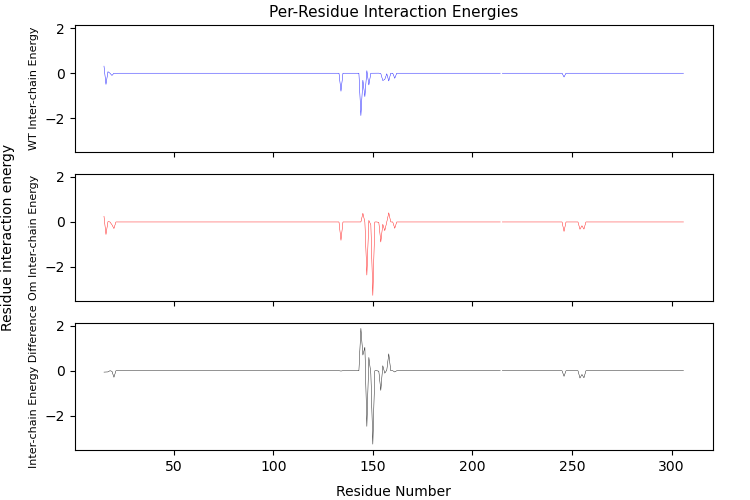 Per-Residue Interaction Energies
Residue interaction energy
WT Inter-chain Energy
2
0
−2
Om Inter-chain Energy
2
0
−2
Inter-chain Energy Difference
2
0
−2
50
100
150
200
250
300
Residue Number